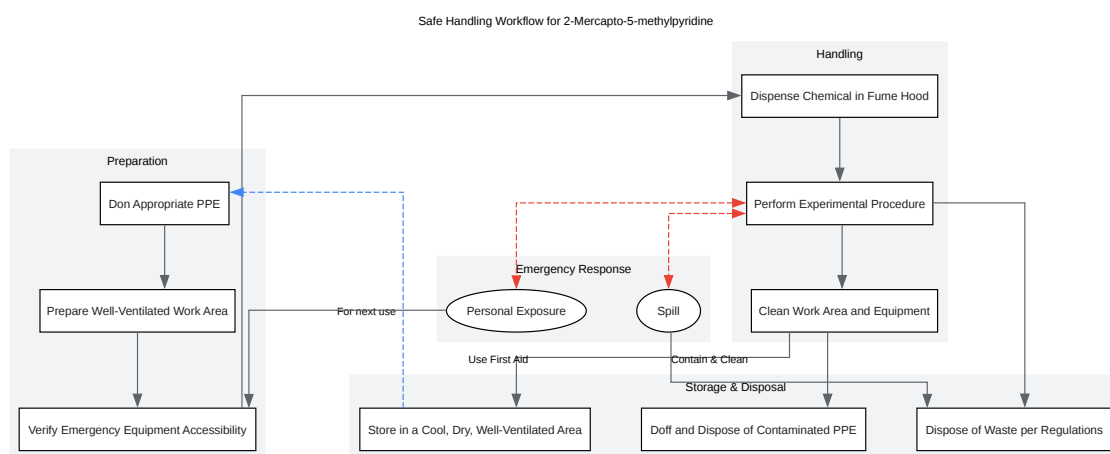 Safe Handling Workflow for 2-Mercapto-5-methylpyridine
Handling
Dispense Chemical in Fume Hood
Preparation
Don Appropriate PPE
Perform Experimental Procedure
Emergency Response
Prepare Well-Ventilated Work Area
For next use
Personal Exposure
Spill
Clean Work Area and Equipment
Use First Aid
Contain & Clean
Storage & Disposal
Verify Emergency Equipment Accessibility
Store in a Cool, Dry, Well-Ventilated Area
Doff and Dispose of Contaminated PPE
Dispose of Waste per Regulations